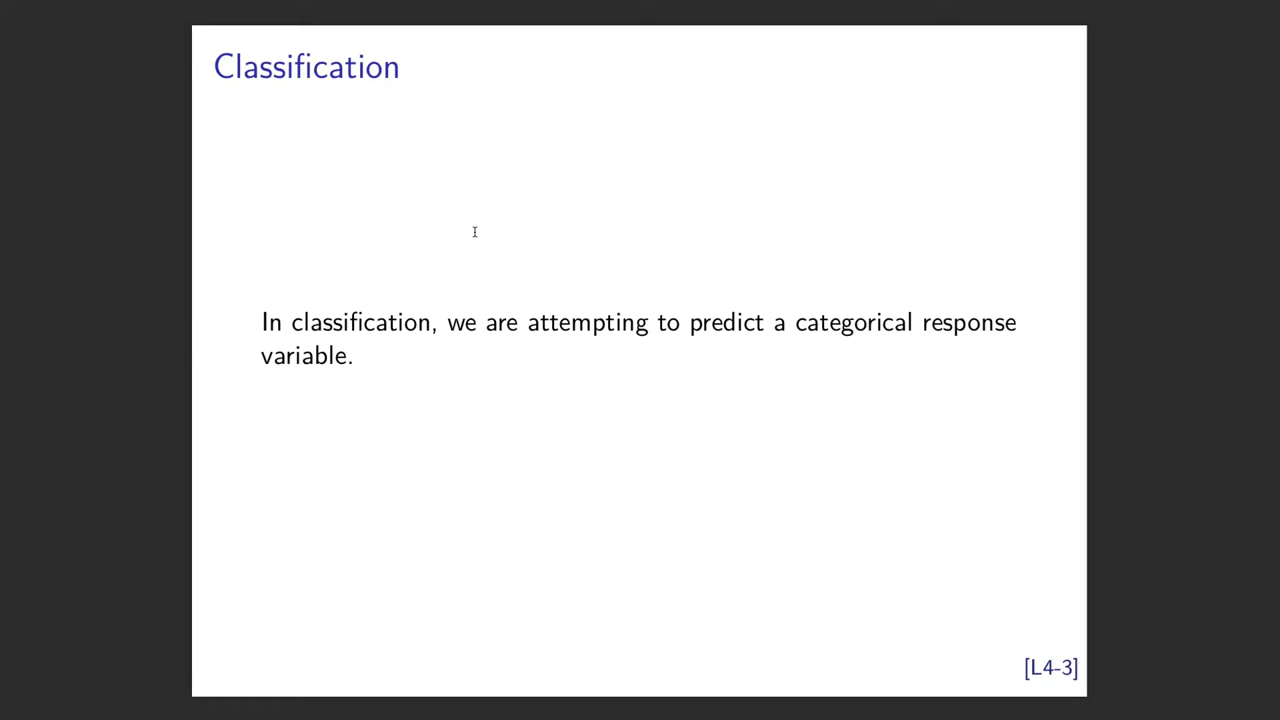 Classification
In classification, we are attempting to predict a categorical response
variable.
[L4-3]